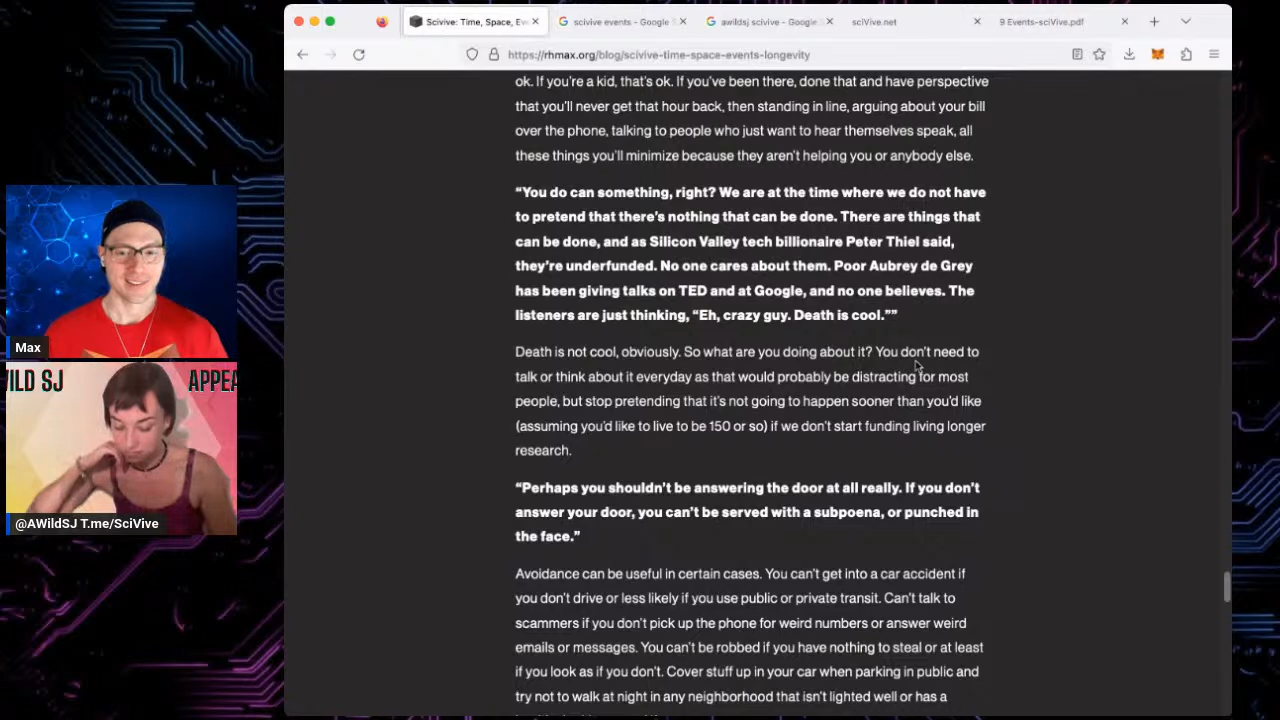 Scivive: Time, Space, Eve
scivive events - Google S
awildsj scivive - Google
sciVive.net
9 Events-sciVive.pdf
https://rhmax.org/blog/scivive-time-space-events-longevity
ok. If you're a kid, that's ok. If you've been there, done that and have perspective
that you'll never get that hour back, then standing in line, arguing about your bill
over the phone, talking to people who just want to hear themselves speak, all
these things you'll minimize because they aren't helping you or anybody else.
“You do can something, right? We are at the time where we do not have
to pretend that there's nothing that can be done. There are things that
can be done, and as Silicon Valley tech billionaire Peter Thiel said,
they're underfunded. No one cares about them. Poor Aubrey de Grey
has been giving talks on TED and at Google, and no one believes. The
listeners are just thinking, “Eh, crazy guy. Death is cool.””
Death is not cool, obviously. So what are you doing about it? You don't need to
talk or think about it everyday as that would probably be distracting for most
people, but stop pretending that it's not going to happen sooner than you'd like
(assuming you'd like to live to be 150 or so) if we don't start funding living longer
research.
“Perhaps you shouldn't be answering the door at all really. If you don't
answer your door, you can't be served with a subpoena, or punched in
the face.”
Avoidance can be useful in certain cases. You can't get into a car accident if
you don't drive or less likely if you use public or private transit. Can't talk to
scammers if you don't pick up the phone for weird numbers or answer weird
emails or messages. You can't be robbed if you have nothing to steal or at least
if you look as if you don't. Cover stuff up in your car when parking in public and
try not to walk at night in any neighborhood that isn't lighted well or has a
Max
WILD SJ
APPEA
@AWildSJ T.me/SciVive